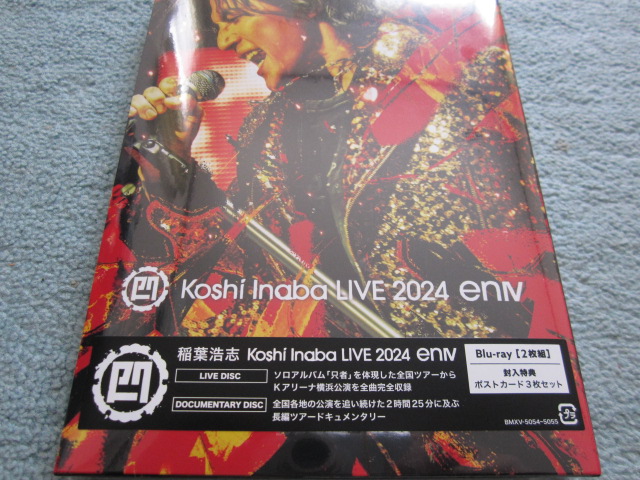 Koshi Inaba LIVE 2024 enⅣ
稲葉浩志 Koshi Inaba LIVE 2024 enⅣ
LIVE DISC
ソロアルバム「只者」を体現した全国ツアーから
Kアリーナ横浜公演を全曲完全収録
DOCUMENTARY DISC
全国各地の公演を追い続けた2時間25分に及ぶ
長編ツアードキュメンタリー
Blu-ray【2枚組】
封入特典
ポストカード3枚セット
BMXV-5054~5055
プラ